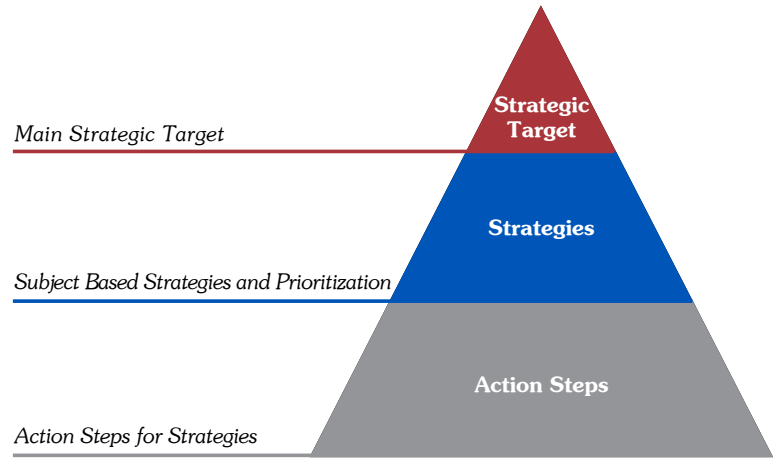 Strategic
Target
Main Strategic Target
Strategies
Subject Based Strategies and Prioritization
Action Steps
Action Steps for Strategies